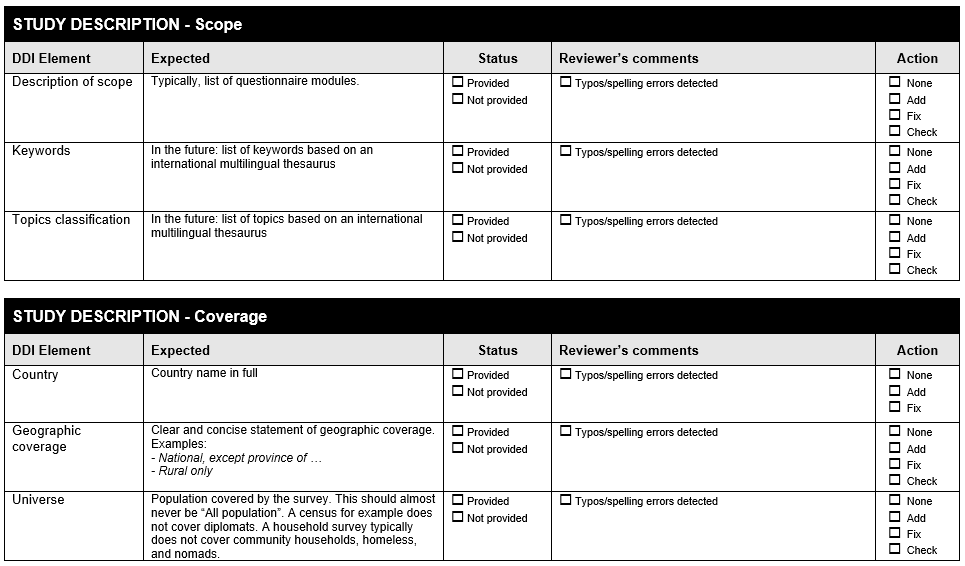 STUDY DESCRIPTION - Scope
DDI Element Expected Status Reviewer's comments Action
Description of scope Typically, list of questionnaire modules. ☐ Provided ☐ Typos/spelling errors detected ☐ None
☐ Not provided ☐ Add
☐ Fix
☐ Check
Keywords In the future: list of keywords based on an ☐ Provided ☐ Typos/spelling errors detected ☐ None
international multilingual thesaurus ☐ Not provided ☐ Add
☐ Fix
☐ Check
Topics classification In the future: list of topics based on an international ☐ Provided ☐ Typos/spelling errors detected ☐ None
multilingual thesaurus ☐ Not provided ☐ Add
☐ Fix
☐ Check
STUDY DESCRIPTION - Coverage
DDI Element Expected Status Reviewer's comments Action
Country Country name in full ☐ Provided ☐ Typos/spelling errors detected ☐ None
☐ Not provided ☐ Add
☐ Fix
Geographic Clear and concise statement of geographic coverage. ☐ Provided ☐ Typos/spelling errors detected ☐ None
coverage Examples: ☐ Not provided ☐ Add
- National, except province of … ☐ Fix
- Rural only ☐ Check
Universe Population covered by the survey. This should almost ☐ Provided ☐ Typos/spelling errors detected ☐ None
never be “All population”. A census for example does ☐ Not provided ☐ Add
not cover diplomats. A household survey typically ☐ Fix
does not cover community households, homeless, ☐ Check
and nomads.